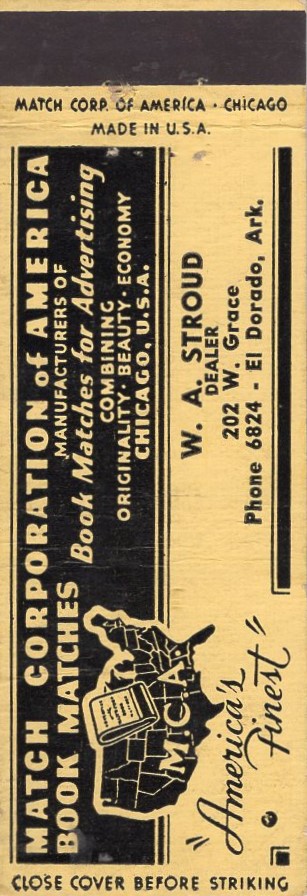 MATCH CORP. OF AMERICA · CHICAGO
MADE IN U.S.A.
MATCH CORPORATION of AMERICA
BOOK MATCHES
MANUFACTURERS OF
Book Matches for Advertising
COMBINING
ORIGINALITY · BEAUTY · ECONOMY
CHICAGO, U.S.A.
M.C.A.
"America's
Finest"
W. A. STROUD
DEALER
202 W. Grace
Phone 6824 - El Dorado, Ark.
CLOSE COVER BEFORE STRIKING